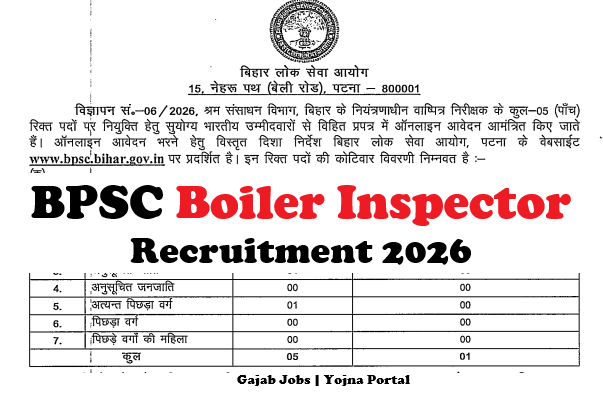 बिहार लोक सेवा आयोग
15, नेहरू पथ (बेली रोड), पटना – 800001
विज्ञापन सं.–06/2026, श्रम संसाधन विभाग, बिहार के नियंत्रणाधीन वाष्पित्र निरीक्षक के कुल–05 (पाँच)
रिक्त पदों पर नियुक्ति हेतु सुयोग्य भारतीय उम्मीदवारों से विहित प्रपत्र में ऑनलाइन आवेदन आमंत्रित किए जाते
हैं। ऑनलाइन आवेदन भरने हेतु विस्तृत दिशा निर्देश बिहार लोक सेवा आयोग, पटना के वेबसाईट
www.bpsc.bihar.gov.in पर प्रदर्शित है। इन रिक्त पदों की कोटिवार विवरणी निम्नवत है :–
BPSC Boiler Inspector
Recruitment 2026
4. अनुसूचित जनजाति 00 00
5. अत्यन्त पिछड़ा वर्ग 01 00
6. पिछड़ा वर्ग 00 00
7. पिछड़े वर्गों की महिला 00 00
कुल 05 01
Gajab Jobs | Yojna Portal